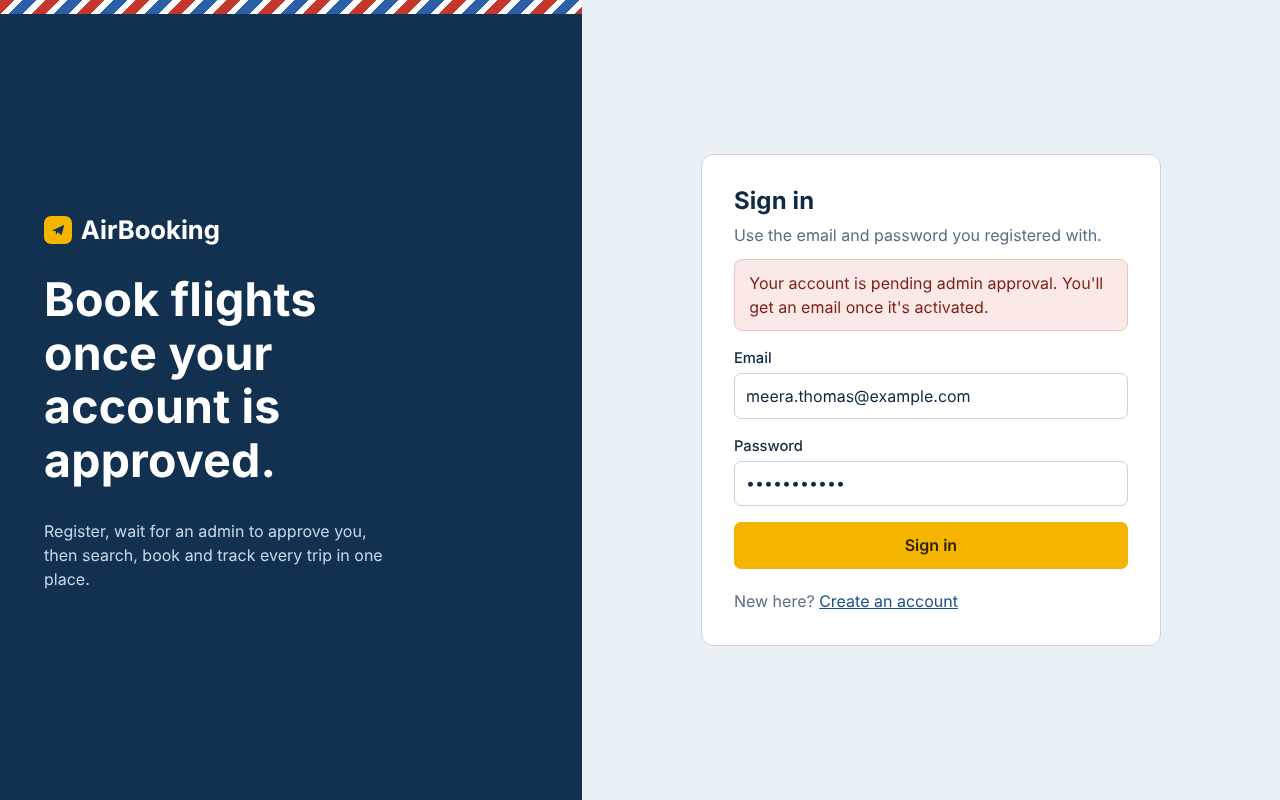 AirBooking
Book flights
once your
account is
approved.
Register, wait for an admin to approve you,
then search, book and track every trip in one
place.
Sign in
Use the email and password you registered with.
Your account is pending admin approval. You'll
get an email once it's activated.
Email
meera.thomas@example.com
Password
•••••••••••
Sign in
New here? Create an account